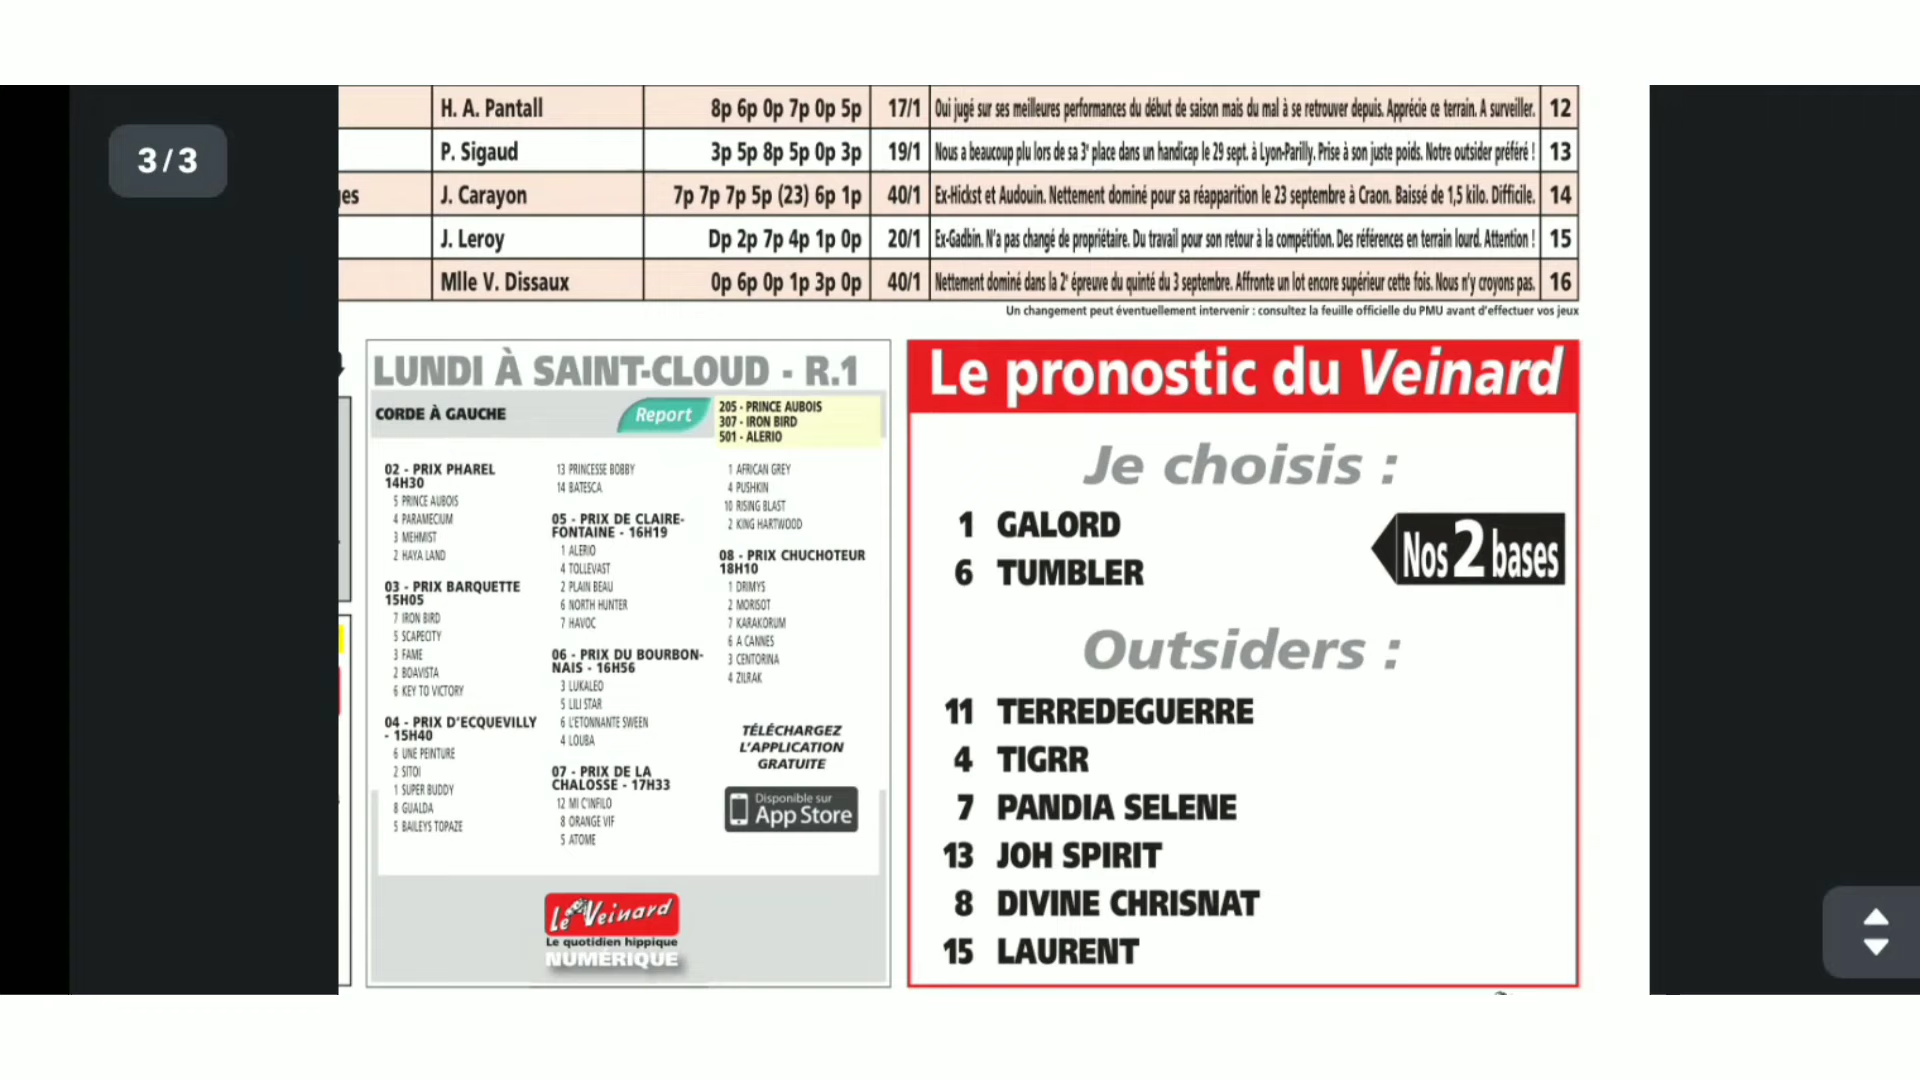 3/3
H. A. Pantall 8p 6p 0p 7p 0p 5p 17/1 Oui jugé sur ses meilleures performances du début de saison mais du mal à se retrouver depuis. Apprécie ce terrain. A surveiller. 12
P. Sigaud 3p 5p 8p 5p 0p 3p 19/1 Nous a beaucoup plu lors de sa 3e place dans un handicap le 29 sept. à Lyon-Parilly. Prise à son juste poids. Notre outsider préféré ! 13
ges J. Carayon 7p 7p 7p 5p (23) 6p 1p 40/1 Ex-Hickst et Audouin. Nettement dominé pour sa réapparition le 23 septembre à Craon. Baissé de 1,5 kilo. Difficile. 14
J. Leroy Dp 2p 7p 4p 1p 0p 20/1 Ex-Gadbin. N'a pas changé de propriétaire. Du travail pour son retour à la compétition. Des références en terrain lourd. Attention ! 15
Mlle V. Dissaux 0p 6p 0p 1p 3p 0p 40/1 Nettement dominé dans la 2e épreuve du quinté du 3 septembre. Affronte un lot encore supérieur cette fois. Nous n'y croyons pas. 16
Un changement peut éventuellement intervenir : consultez la feuille officielle du PMU avant d'effectuer vos jeux
LUNDI À SAINT-CLOUD - R.1
CORDE À GAUCHE
Report
205 - PRINCE AUBOIS
307 - IRON BIRD
501 - ALERIO
02 - PRIX PHAREL
14H30
5 PRINCE AUBOIS
4 PARAMECIUM
3 MEHMIST
2 HAYA LAND
03 - PRIX BARQUETTE
15H05
7 IRON BIRD
5 SCAPECITY
3 FAME
2 BOAVISTA
6 KEY TO VICTORY
04 - PRIX D'ECQUEVILLY
- 15H40
6 UNE PEINTURE
2 SITOI
1 SUPER BUDDY
8 GUALDA
5 BAILEYS TOPAZE
13 PRINCESSE BOBBY
14 BATESCA
05 - PRIX DE CLAIRE-
FONTAINE - 16H19
1 ALERIO
4 TOLLEVAST
2 PLAIN BEAU
6 NORTH HUNTER
7 HAVOC
06 - PRIX DU BOURBON-
NAIS - 16H56
3 LUKALEO
5 LILI STAR
6 L'ETONNANTE SWEEN
4 LOUBA
07 - PRIX DE LA
CHALOSSE - 17H33
12 MI C'INFILO
8 ORANGE VIF
5 ATOME
1 AFRICAN GREY
4 PUSHKIN
10 RISING BLAST
2 KING HARTWOOD
08 - PRIX CHUCHOTEUR
18H10
1 DRIMYS
2 MORISOT
7 KARAKORUM
6 A CANNES
3 CENTORINA
4 ZILRAK
TÉLÉCHARGEZ
L'APPLICATION
GRATUITE
Disponible sur
App Store
Le Veinard
Le quotidien hippique
NUMÉRIQUE
Le pronostic du Veinard
Je choisis :
1 GALORD
6 TUMBLER
Nos 2 bases
Outsiders :
11 TERREDEGUERRE
4 TIGRR
7 PANDIA SELENE
13 JOH SPIRIT
8 DIVINE CHRISNAT
15 LAURENT